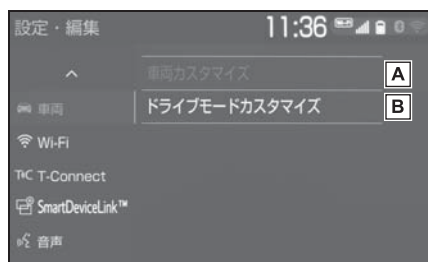 設定・編集 11:36
車両カスタマイズ A
車両 ドライブモードカスタマイズ B
Wi-Fi
T-Connect
SmartDeviceLink™
音声